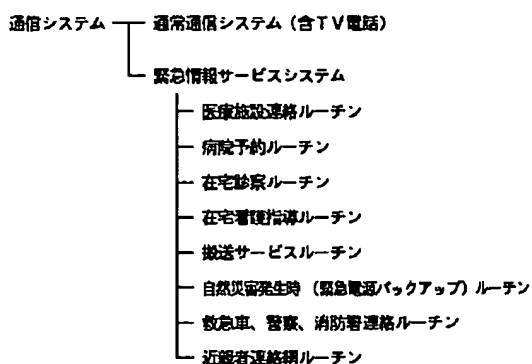 通信システム 通常通信システム（含TV電話）
緊急情報サービスシステム
医療施設連絡ルーチン
病院予約ルーチン
在宅診察ルーチン
在宅看護指導ルーチン
搬送サービスルーチン
自然災害発生時（緊急電源バックアップ）ルーチン
救急車、警察、消防署連絡ルーチン
近親者連絡網ルーチン